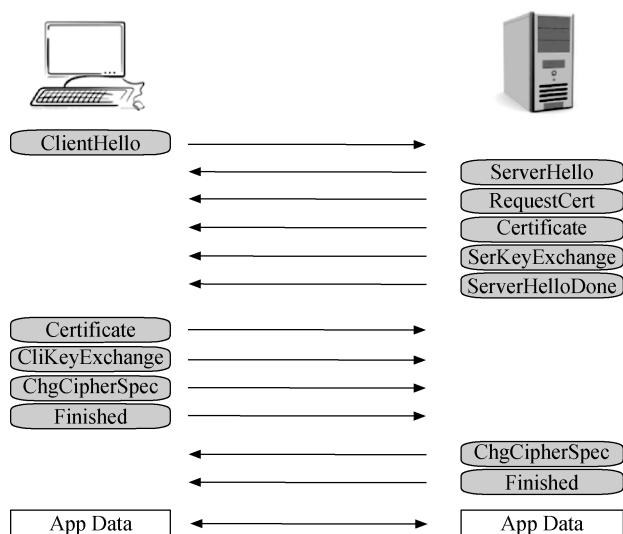 ClientHello
ServerHello
RequestCert
Certificate
SerKeyExchange
ServerHelloDone
Certificate
CliKeyExchange
ChgCipherSpec
Finished
ChgCipherSpec
Finished
App Data
App Data